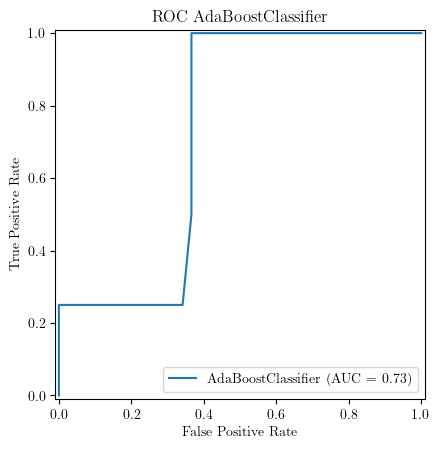 ROC AdaBoostClassifier
1.0
0.8
0.6
0.4
0.2
0.0
True Positive Rate
AdaBoostClassifier (AUC = 0.73)
0.0 0.2 0.4 0.6 0.8 1.0
False Positive Rate